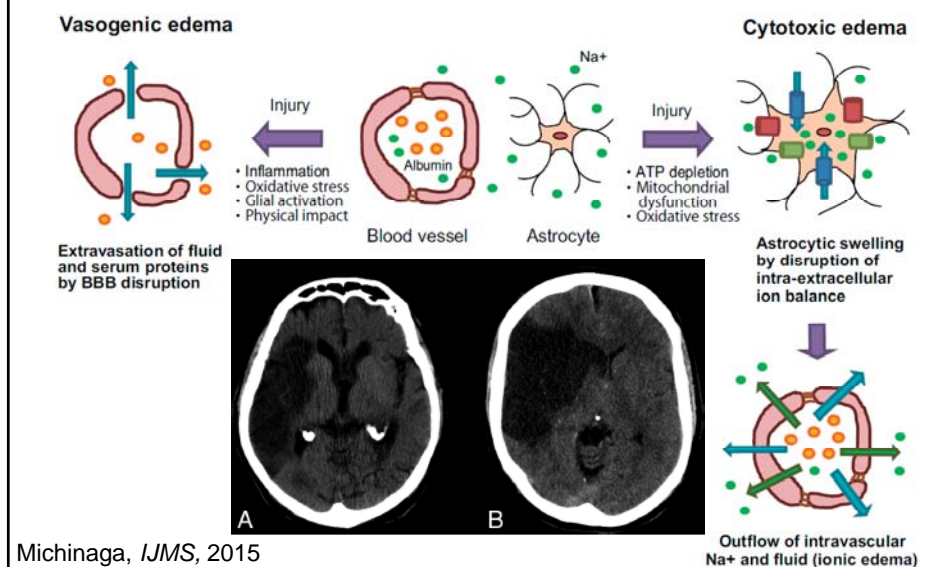 Vasogenic edema
Cytotoxic edema
Na+
Injury
Albumin
Injury
• Inflammation
• Oxidative stress
• Glial activation
• Physical impact
• ATP depletion
• Mitochondrial
dysfunction
• Oxidative stress
Blood vessel
Astrocyte
Extravasation of fluid
and serum proteins
by BBB disruption
Astrocytic swelling
by disruption of
intra-extracellular
ion balance
A
B
Outflow of intravascular
Na+ and fluid (ionic edema)
Michinaga, IJMS, 2015